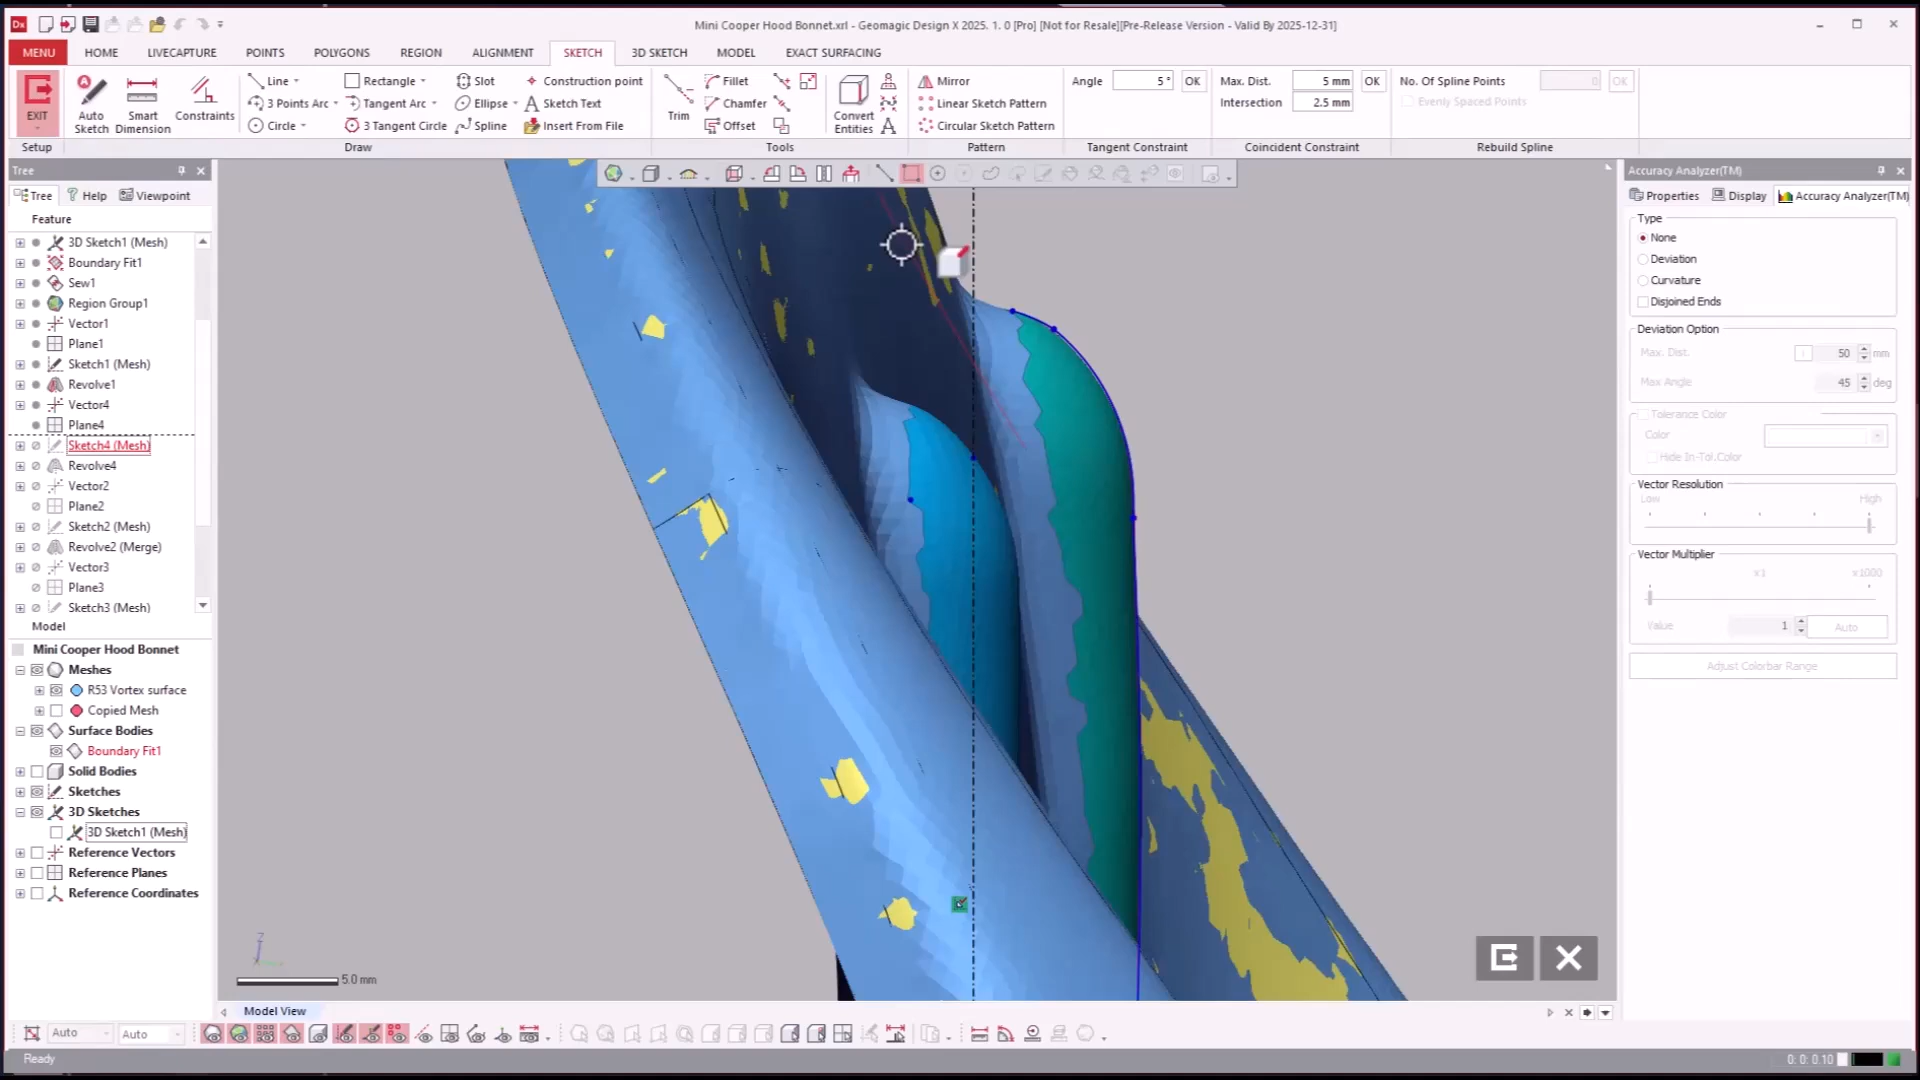 Dx
Mini Cooper Hood Bonnet.xrl - Geomagic Design X 2025. 1. 0 [Pro] [Not for Resale][Pre-Release Version - Valid By 2025-12-31]
MENU HOME LIVECAPTURE POINTS POLYGONS REGION ALIGNMENT SKETCH 3D SKETCH MODEL EXACT SURFACING
EXIT Auto Sketch Smart Dimension Constraints
Line Rectangle Slot Construction point
3 Points Arc Tangent Arc Ellipse Sketch Text
Circle 3 Tangent Circle Spline Insert From File
Trim Fillet
Chamfer
Offset
Convert Entities
Mirror
Linear Sketch Pattern
Circular Sketch Pattern
Angle 5° OK
Max. Dist. 5 mm OK
Intersection 2.5 mm
No. Of Spline Points 0 OK
Evenly Spaced Points
Setup Draw Tools Pattern Tangent Constraint Coincident Constraint Rebuild Spline
Tree
Tree Help Viewpoint
Feature
3D Sketch1 (Mesh)
Boundary Fit1
Sew1
Region Group1
Vector1
Plane1
Sketch1 (Mesh)
Revolve1
Vector4
Plane4
Sketch4 (Mesh)
Revolve4
Vector2
Plane2
Sketch2 (Mesh)
Revolve2 (Merge)
Vector3
Plane3
Sketch3 (Mesh)
Model
Mini Cooper Hood Bonnet
Meshes
R53 Vortex surface
Copied Mesh
Surface Bodies
Boundary Fit1
Solid Bodies
Sketches
3D Sketches
3D Sketch1 (Mesh)
Reference Vectors
Reference Planes
Reference Coordinates
Z
5.0 mm
Model View
Accuracy Analyzer(TM)
Properties Display Accuracy Analyzer(TM)
Type
None
Deviation
Curvature
Disjoined Ends
Deviation Option
Max. Dist. 50 mm
Max Angle 45 deg
Tolerance Color
Color
Hide In-Tol.Color
Vector Resolution
Low High
Vector Multiplier
x1 x1000
Value 1 Auto
Adjust Colorbar Range
Auto Auto
Ready
0: 0: 0.10